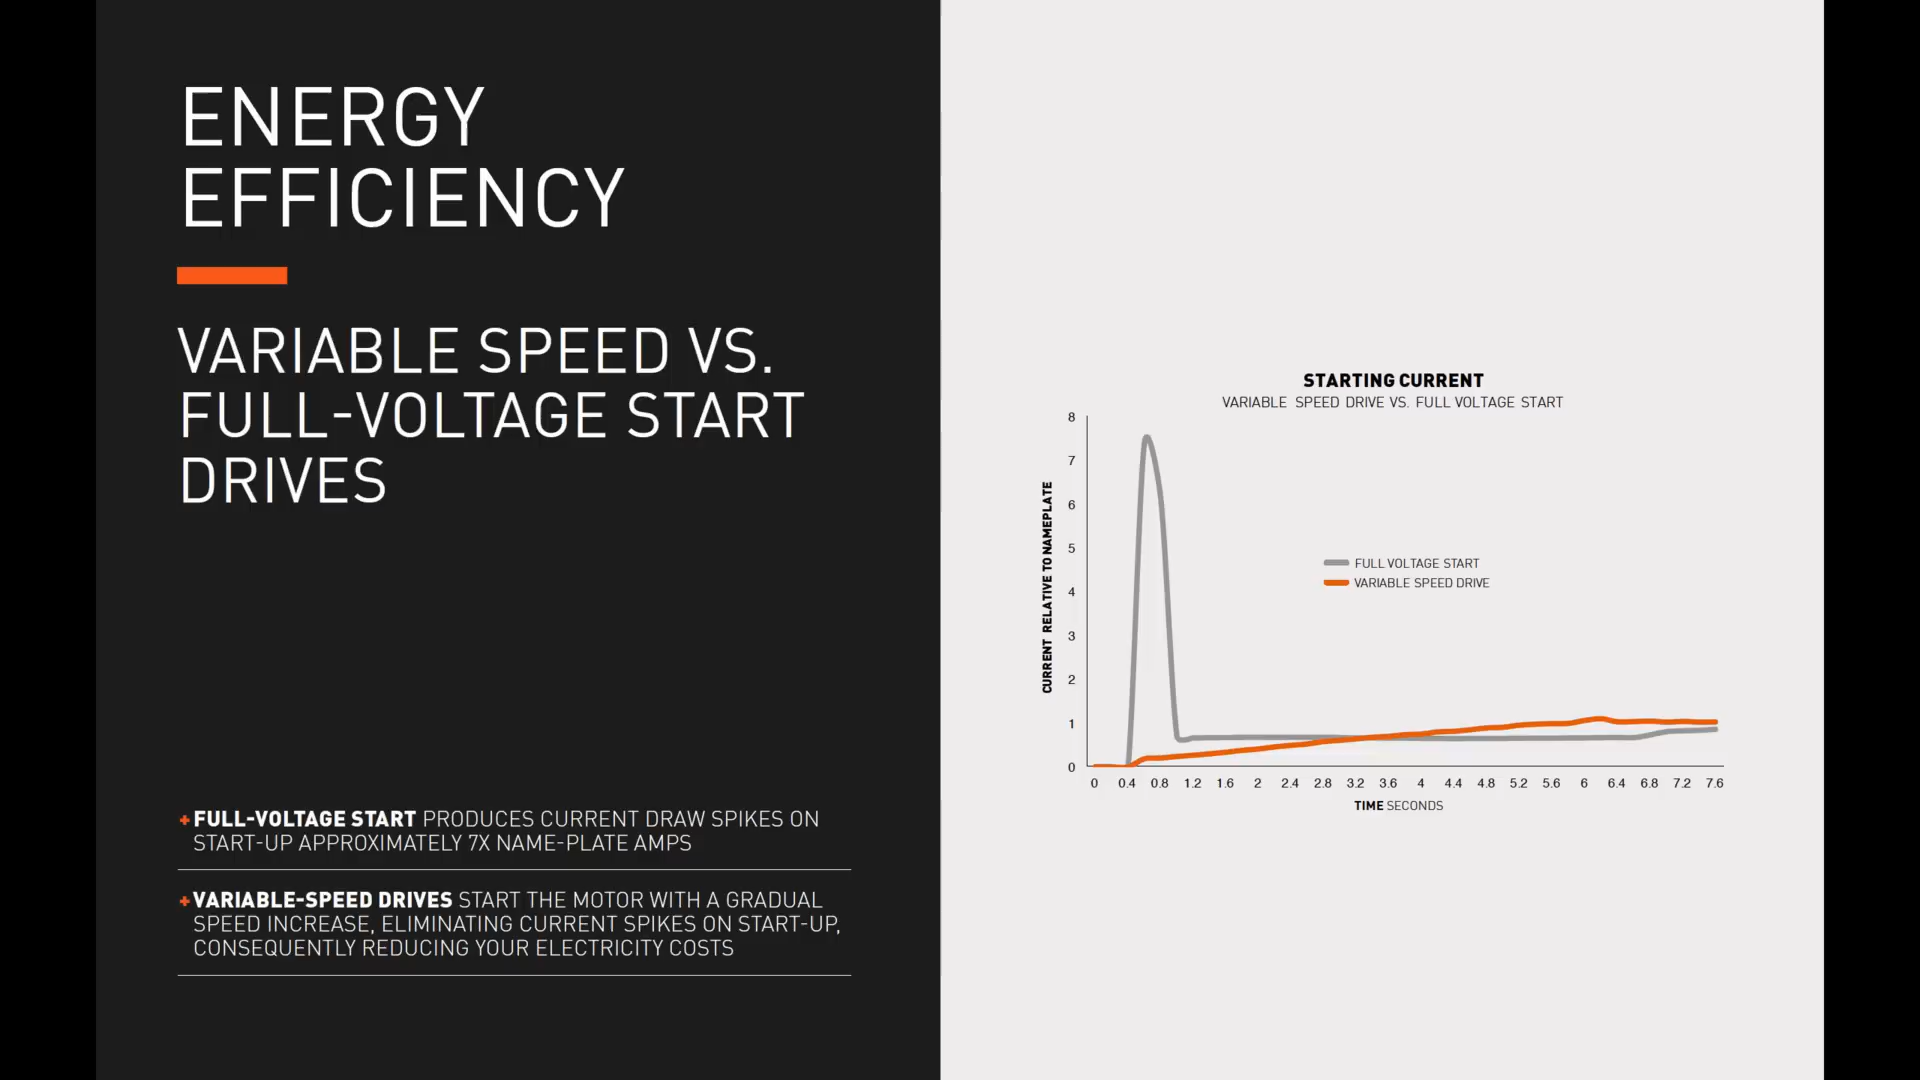 ENERGY
EFFICIENCY
VARIABLE SPEED VS.
FULL-VOLTAGE START
DRIVES
+ FULL-VOLTAGE START PRODUCES CURRENT DRAW SPIKES ON
START-UP APPROXIMATELY 7X NAME-PLATE AMPS
+ VARIABLE-SPEED DRIVES START THE MOTOR WITH A GRADUAL
SPEED INCREASE, ELIMINATING CURRENT SPIKES ON START-UP,
CONSEQUENTLY REDUCING YOUR ELECTRICITY COSTS
STARTING CURRENT
VARIABLE SPEED DRIVE VS. FULL VOLTAGE START
CURRENT RELATIVE TO NAMEPLATE
8
7
6
5
4
3
2
1
0
FULL VOLTAGE START
VARIABLE SPEED DRIVE
0 0.4 0.8 1.2 1.6 2 2.4 2.8 3.2 3.6 4 4.4 4.8 5.2 5.6 6 6.4 6.8 7.2 7.6
TIME SECONDS